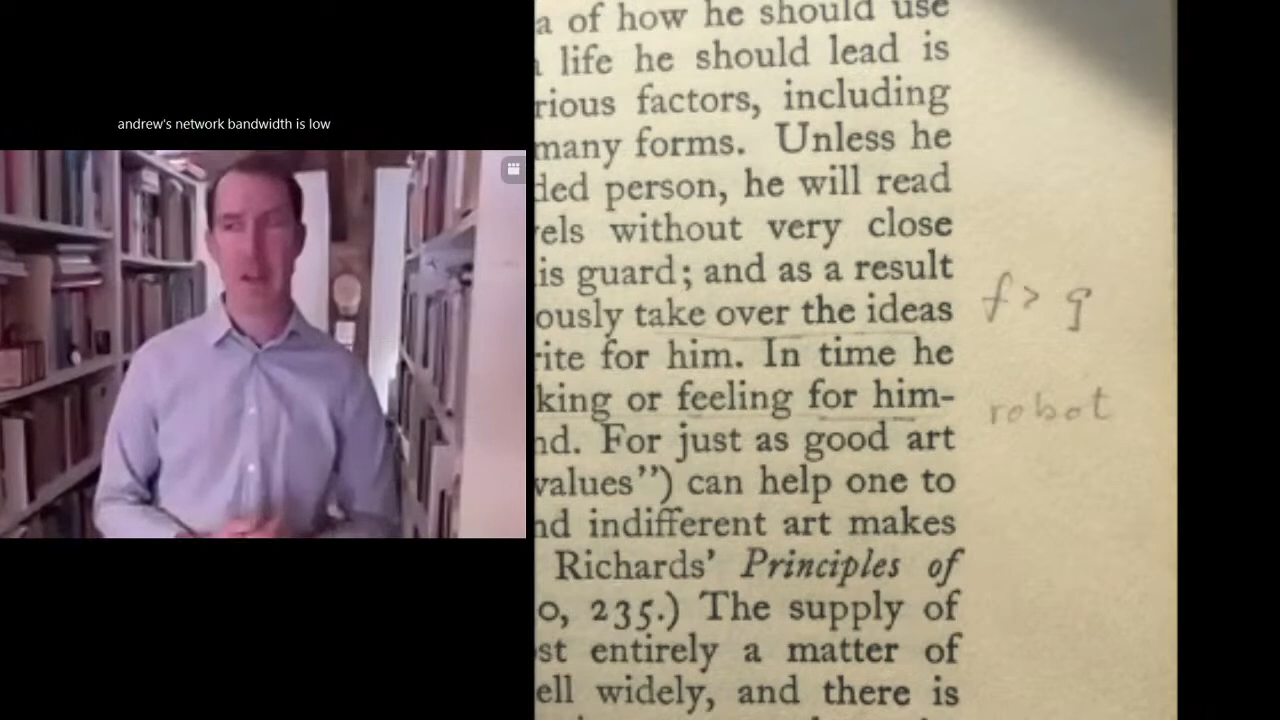 andrew's network bandwidth is low
a of how he should use
life he should lead is
rious factors, including
many forms. Unless he
ded person, he will read
els without very close
is guard; and as a result
ously take over the ideas
f > g
rite for him. In time he
king or feeling for him-
robot
nd. For just as good art
values”) can help one to
nd indifferent art makes
Richards’ Principles of
0, 235.) The supply of
st entirely a matter of
ell widely, and there is